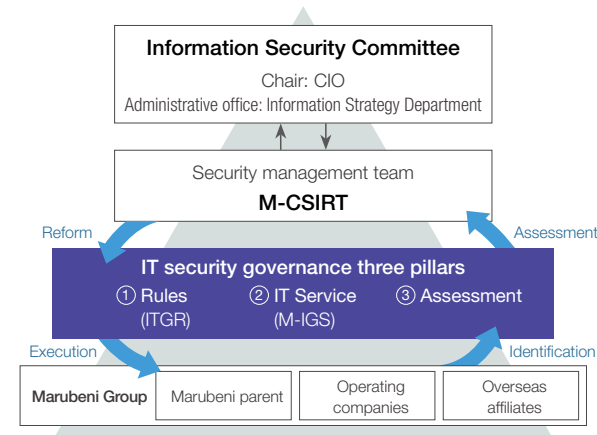 Information Security Committee
Chair: CIO
Administrative office: Information Strategy Department
Security management team
M-CSIRT
Reform
Assessment
IT security governance three pillars
① Rules
(ITGR)
② IT Service
(M-IGS)
③ Assessment
Execution
Identification
Marubeni Group
Marubeni parent
Operating
companies
Overseas
affiliates